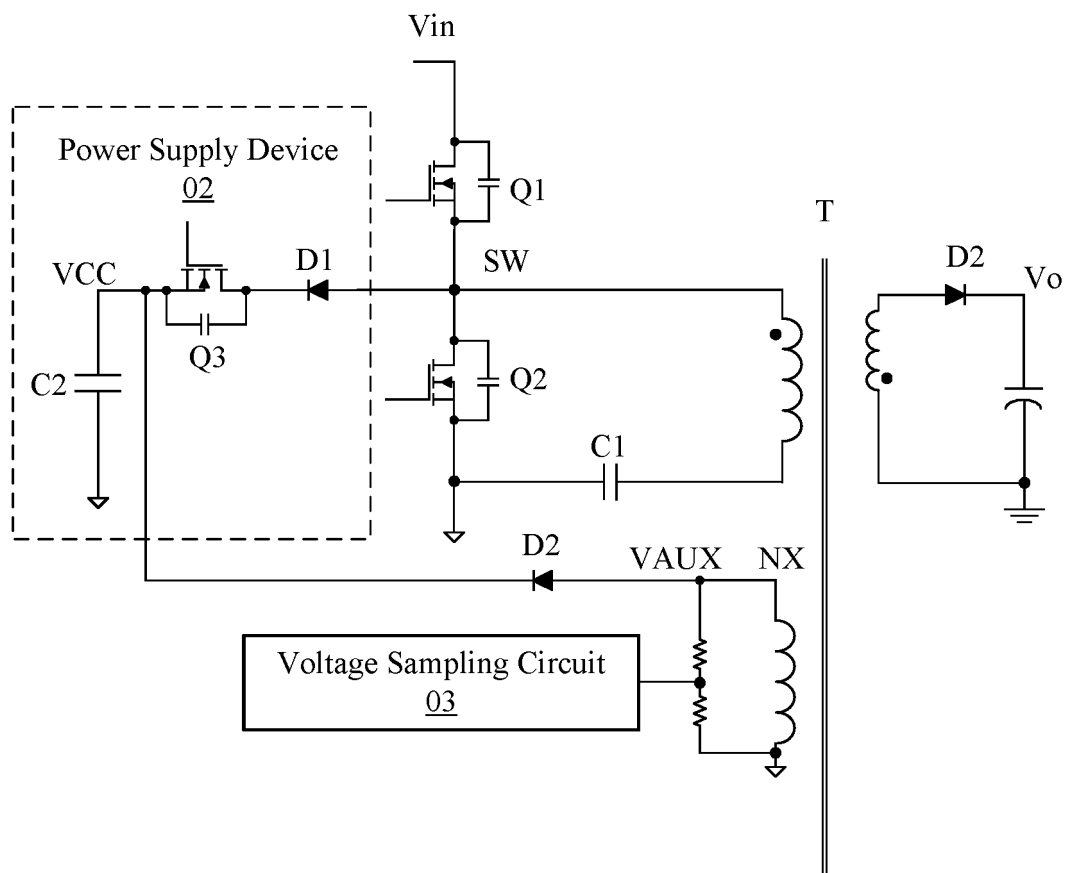 Vin
Power Supply Device
02
Q1
T
VCC
D1
SW
D2
Vo
Q3
C2
Q2
C1
D2
VAUX
NX
Voltage Sampling Circuit
03